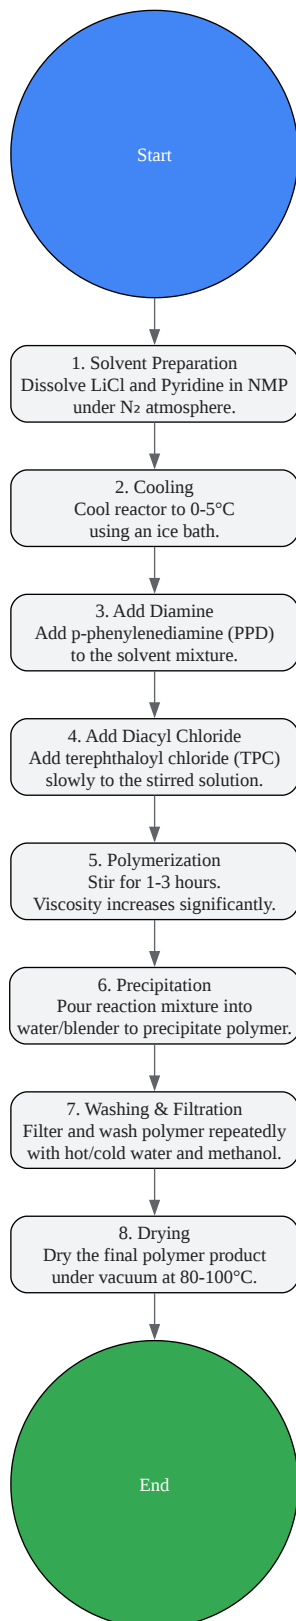 Start
1. Solvent Preparation
Dissolve LiCl and Pyridine in NMP
under N₂ atmosphere.
2. Cooling
Cool reactor to 0-5°C
using an ice bath.
3. Add Diamine
Add p-phenylenediamine (PPD)
to the solvent mixture.
4. Add Diacyl Chloride
Add terephthaloyl chloride (TPC)
slowly to the stirred solution.
5. Polymerization
Stir for 1-3 hours.
Viscosity increases significantly.
6. Precipitation
Pour reaction mixture into
water/blender to precipitate polymer.
7. Washing & Filtration
Filter and wash polymer repeatedly
with hot/cold water and methanol.
8. Drying
Dry the final polymer product
under vacuum at 80-100°C.
End